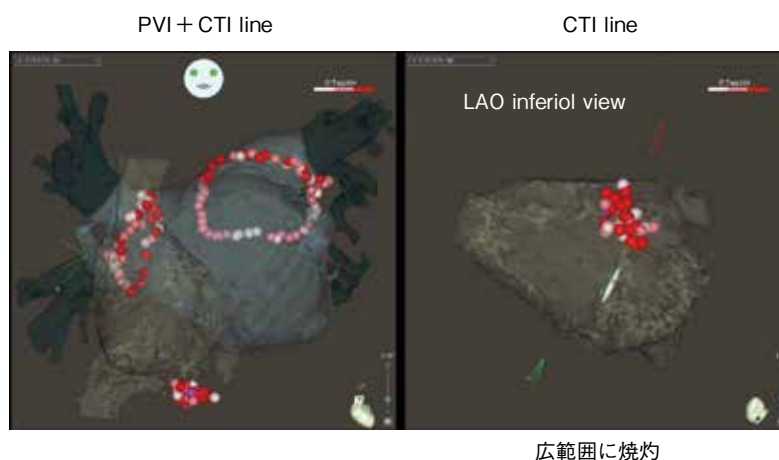 PVI＋CTI line
CTI line
LAO inferiol view
広範囲に焼灼